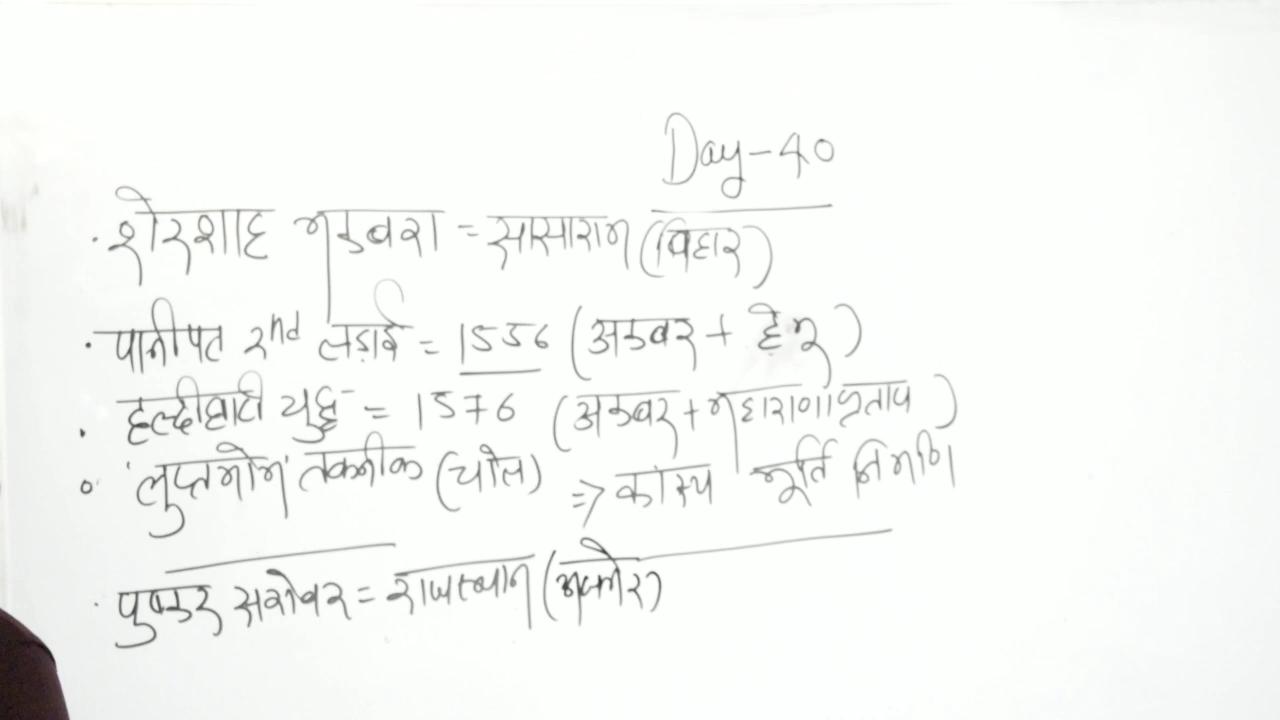 Day-40
• शेरशाह मकबरा = सासाराम (बिहार)
• पानीपत 2nd लड़ाई = 1556 (अकबर + हेमू)
• हल्दीघाटी युद्ध = 1576 (अकबर + महाराणा प्रताप)
• लुप्तमोम तकनीक (चोल) => कांस्य मूर्ति निर्माण
• पुष्कर सरोवर = राजस्थान (अजमेर)